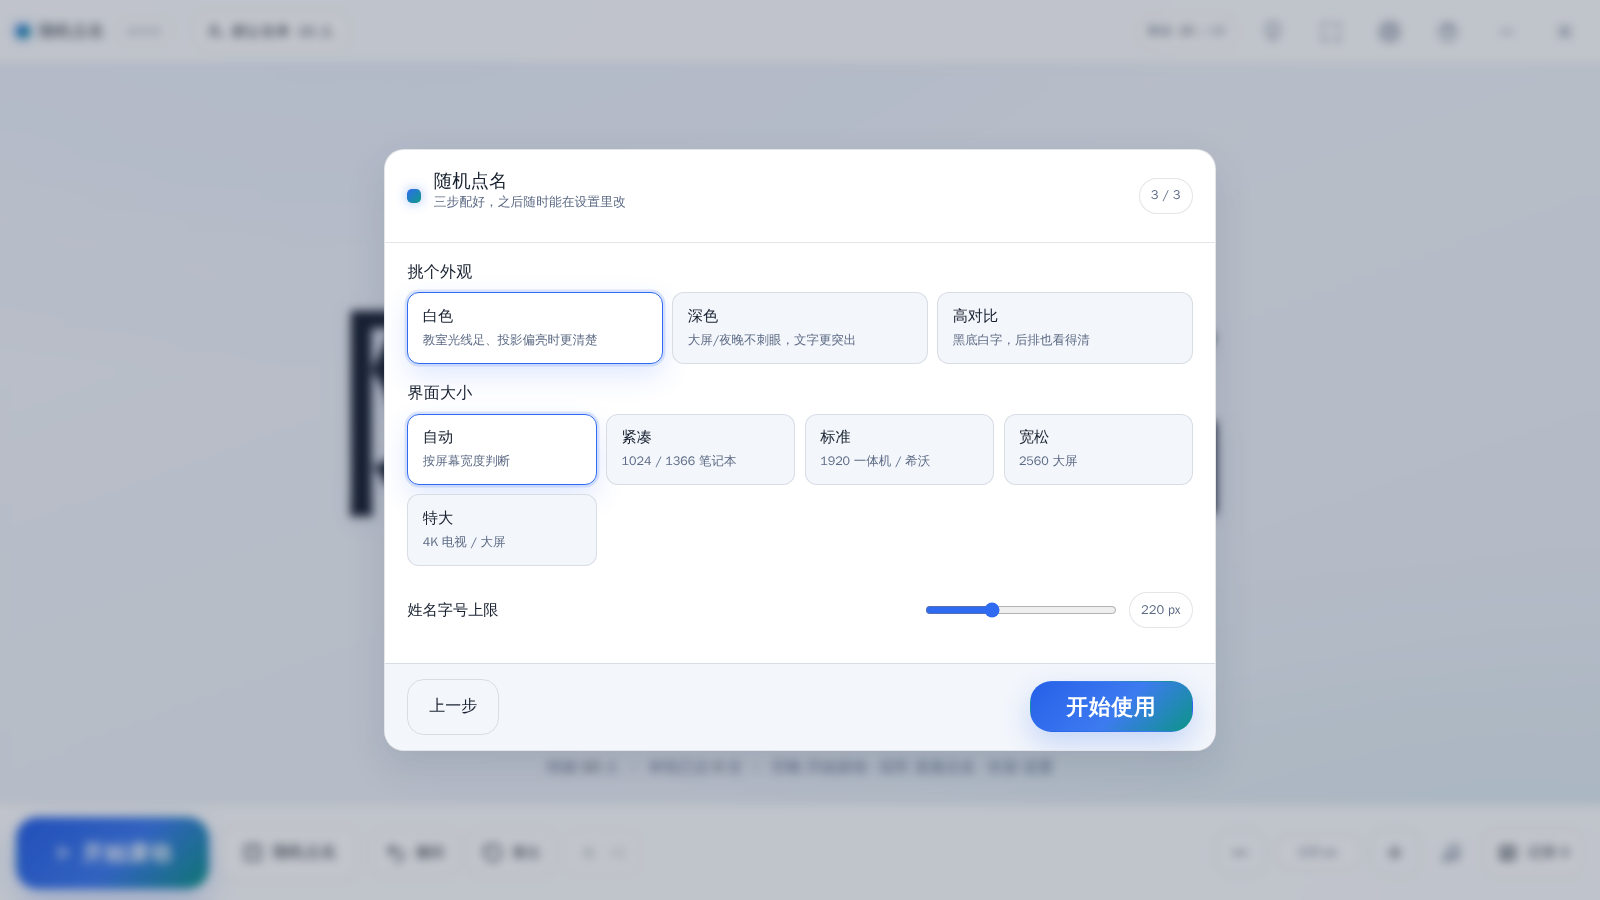 随机点名
三步配好，之后随时能在设置里改
3 / 3
挑个外观
白色
教室光线足、投影偏亮时更清楚
深色
大屏/夜晚不刺眼，文字更突出
高对比
黑底白字，后排也看得清
界面大小
自动
按屏幕宽度判断
紧凑
1024 / 1366 笔记本
标准
1920 一体机 / 希沃
宽松
2560 大屏
特大
4K 电视 / 大屏
姓名字号上限
220 px
上一步
开始使用